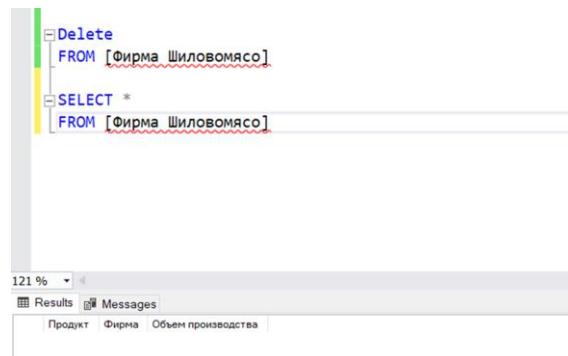 Delete
FROM [Фирма Шиловомясо]
SELECT *
FROM [Фирма Шиловомясо]
121 %
Results Messages
Продукт Фирма Объем производства